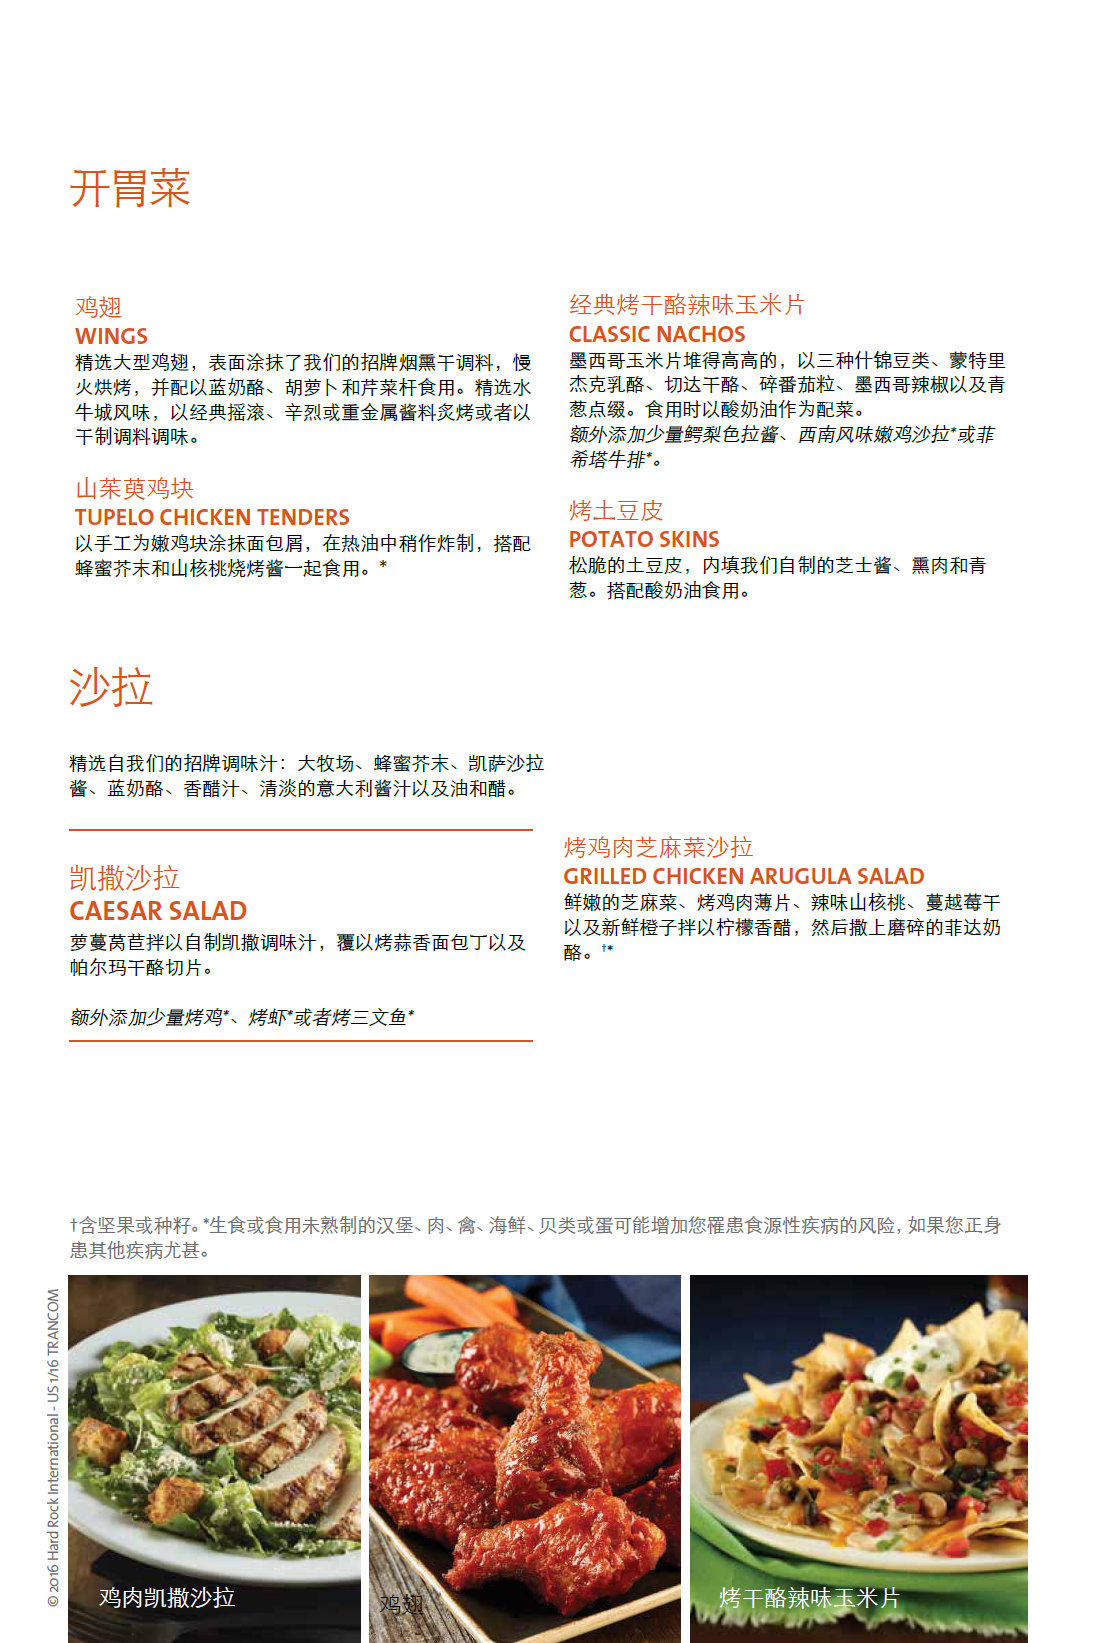 开胃菜
鸡翅
WINGS
精选大型鸡翅，表面涂抹了我们的招牌烟熏干调料，慢
火烘烤，并配以蓝奶酪、胡萝卜和芹菜杆食用。精选水
牛城风味，以经典摇滚、辛烈或重金属酱料炙烤或者以
干制调料调味。
山茱萸鸡块
TUPELO CHICKEN TENDERS
以手工为嫩鸡块涂抹面包屑，在热油中稍作炸制，搭配
蜂蜜芥末和山核桃烧烤酱一起食用。*
经典烤干酪辣味玉米片
CLASSIC NACHOS
墨西哥玉米片堆得高高的，以三种什锦豆类、蒙特里
杰克乳酪、切达干酪、碎番茄粒、墨西哥辣椒以及青
葱点缀。食用时以酸奶油作为配菜。
额外添加少量鳄梨色拉酱、西南风味嫩鸡沙拉*或菲
希塔牛排*。
烤土豆皮
POTATO SKINS
松脆的土豆皮，内填我们自制的芝士酱、熏肉和青
葱。搭配酸奶油食用。
沙拉
精选自我们的招牌调味汁：大牧场、蜂蜜芥末、凯萨沙拉
酱、蓝奶酪、香醋汁、清淡的意大利酱汁以及油和醋。
凯撒沙拉
CAESAR SALAD
萝蔓莴苣拌以自制凯撒调味汁，覆以烤蒜香面包丁以及
帕尔玛干酪切片。
额外添加少量烤鸡*、烤虾*或者烤三文鱼*
烤鸡肉芝麻菜沙拉
GRILLED CHICKEN ARUGULA SALAD
鲜嫩的芝麻菜、烤鸡肉薄片、辣味山核桃、蔓越莓干
以及新鲜橙子拌以柠檬香醋，然后撒上磨碎的菲达奶
酪。†*
†含坚果或种籽。*生食或食用未熟制的汉堡、肉、禽、海鲜、贝类或蛋可能增加您罹患食源性疾病的风险，如果您正身
患其他疾病尤甚。
© 2016 Hard Rock International - US 1/16 TRANCOM
鸡肉凯撒沙拉
鸡翅
烤干酪辣味玉米片